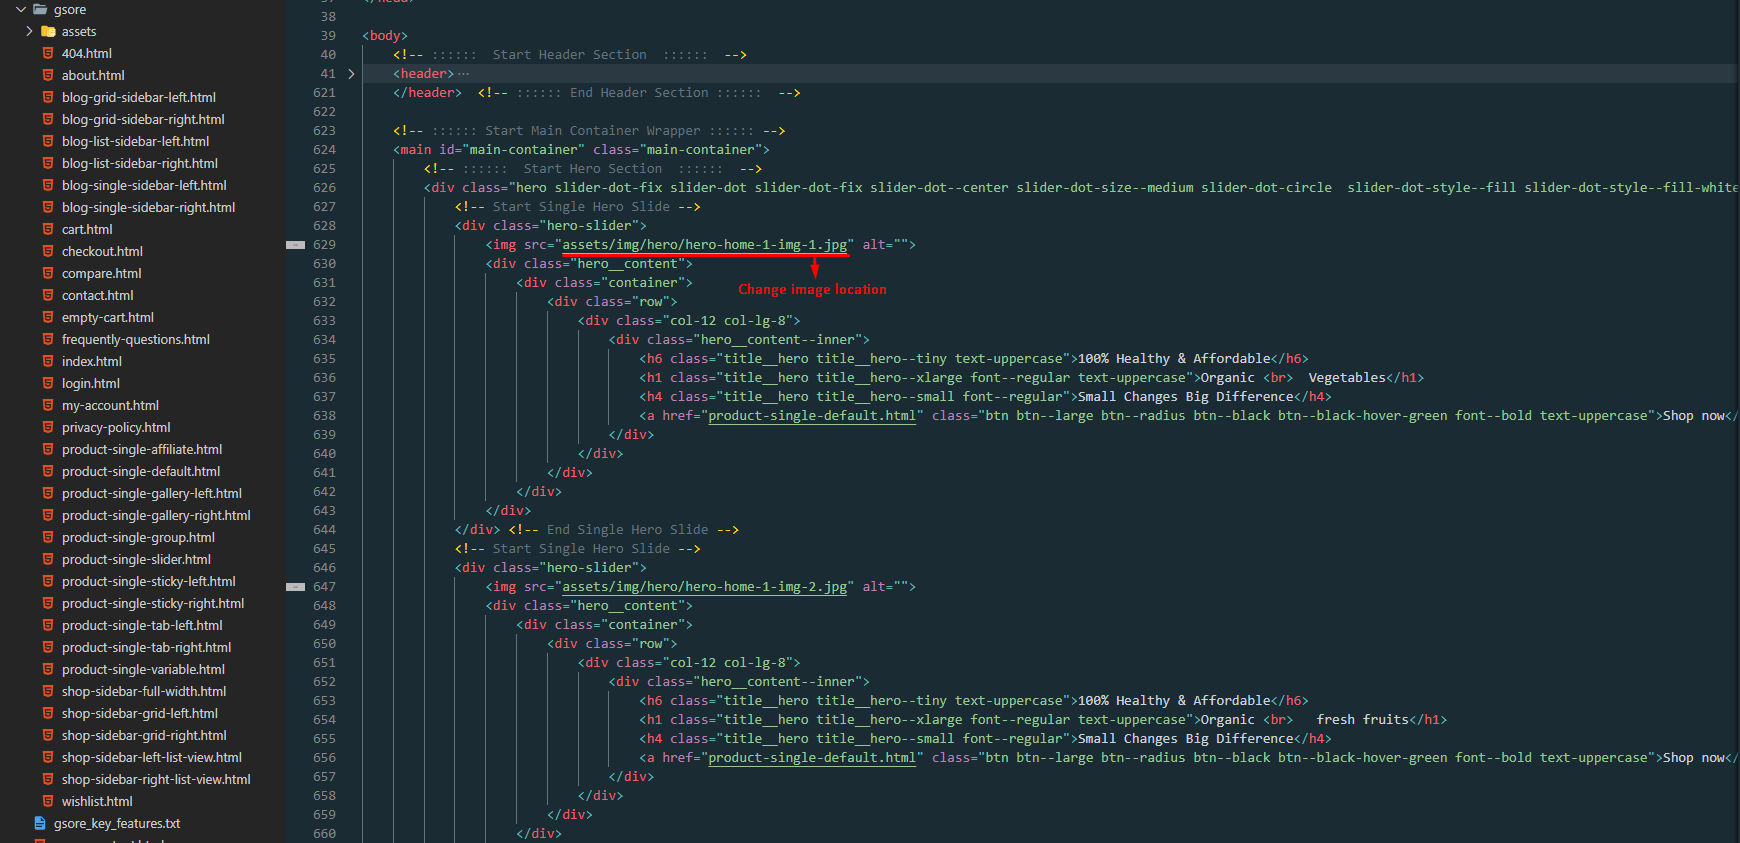 gsore
assets
404.html
about.html
blog-grid-sidebar-left.html
blog-grid-sidebar-right.html
blog-list-sidebar-left.html
blog-list-sidebar-right.html
blog-single-sidebar-left.html
blog-single-sidebar-right.html
cart.html
checkout.html
compare.html
contact.html
empty-cart.html
frequently-questions.html
index.html
login.html
my-account.html
privacy-policy.html
product-single-affiliate.html
product-single-default.html
product-single-gallery-left.html
product-single-gallery-right.html
product-single-group.html
product-single-slider.html
product-single-sticky-left.html
product-single-sticky-right.html
product-single-tab-left.html
product-single-tab-right.html
product-single-variable.html
shop-sidebar-full-width.html
shop-sidebar-grid-left.html
shop-sidebar-grid-right.html
shop-sidebar-left-list-view.html
shop-sidebar-right-list-view.html
wishlist.html
gsore_key_features.txt
38
39 <body>
40 <!-- ::::::  Start Header Section  ::::::  -->
41 <header>···
621 </header>  <!-- :::::: End Header Section ::::::  -->
622
623 <!-- :::::: Start Main Container Wrapper :::::: -->
624 <main id="main-container" class="main-container">
625 <!-- ::::::  Start Hero Section  ::::::  -->
626 <div class="hero slider-dot-fix slider-dot slider-dot-fix slider-dot--center slider-dot-size--medium slider-dot-circle  slider-dot-style--fill slider-dot-style--fill-white
627 <!-- Start Single Hero Slide -->
628 <div class="hero-slider">
629 <img src="assets/img/hero/hero-home-1-img-1.jpg" alt="">
630 <div class="hero__content">
631 <div class="container">
Change image location
632 <div class="row">
633 <div class="col-12 col-lg-8">
634 <div class="hero__content--inner">
635 <h6 class="title__hero title__hero--tiny text-uppercase">100% Healthy & Affordable</h6>
636 <h1 class="title__hero title__hero--xlarge font--regular text-uppercase">Organic <br>  Vegetables</h1>
637 <h4 class="title__hero title__hero--small font--regular">Small Changes Big Difference</h4>
638 <a href="product-single-default.html" class="btn btn--large btn--radius btn--black btn--black-hover-green font--bold text-uppercase">Shop now</
639 </div>
640 </div>
641 </div>
642 </div>
643 </div>
644 </div> <!-- End Single Hero Slide -->
645 <!-- Start Single Hero Slide -->
646 <div class="hero-slider">
647 <img src="assets/img/hero/hero-home-1-img-2.jpg" alt="">
648 <div class="hero__content">
649 <div class="container">
650 <div class="row">
651 <div class="col-12 col-lg-8">
652 <div class="hero__content--inner">
653 <h6 class="title__hero title__hero--tiny text-uppercase">100% Healthy & Affordable</h6>
654 <h1 class="title__hero title__hero--xlarge font--regular text-uppercase">Organic <br>   fresh fruits</h1>
655 <h4 class="title__hero title__hero--small font--regular">Small Changes Big Difference</h4>
656 <a href="product-single-default.html" class="btn btn--large btn--radius btn--black btn--black-hover-green font--bold text-uppercase">Shop now</
657 </div>
658 </div>
659 </div>
660 </div>